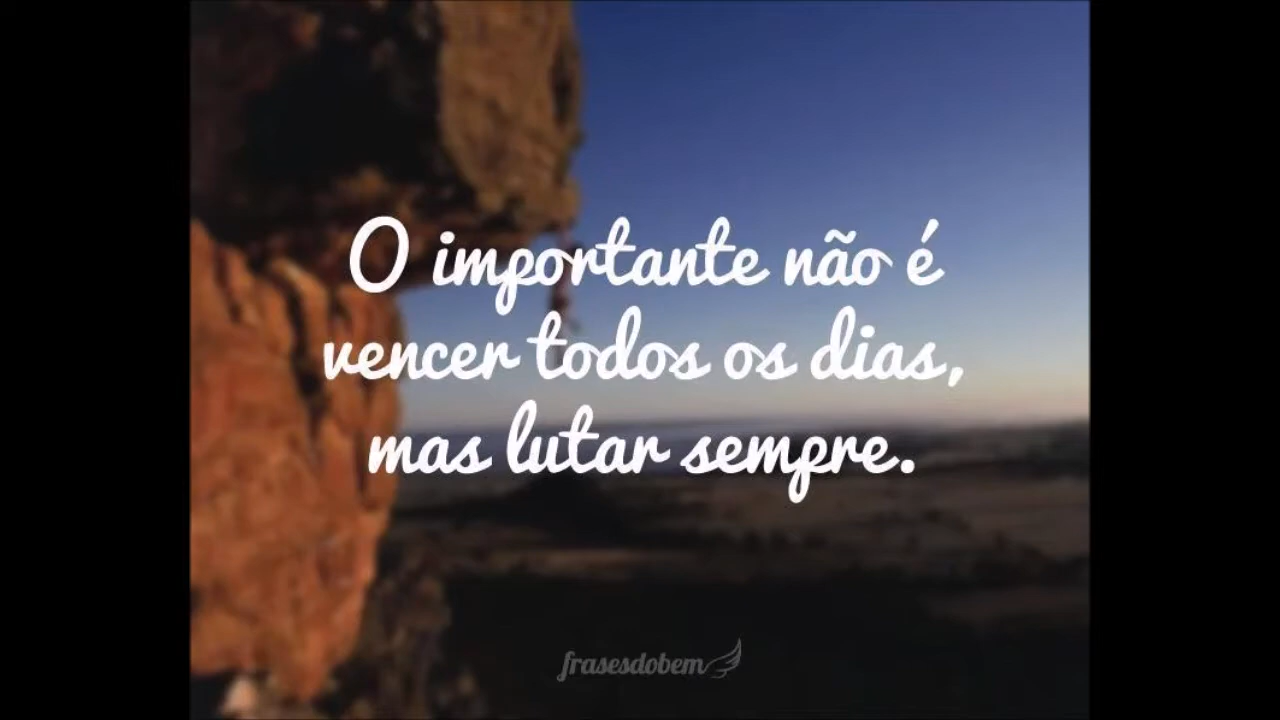 O importante não é
vencer todos os dias,
mas lutar sempre.
frasesdobem